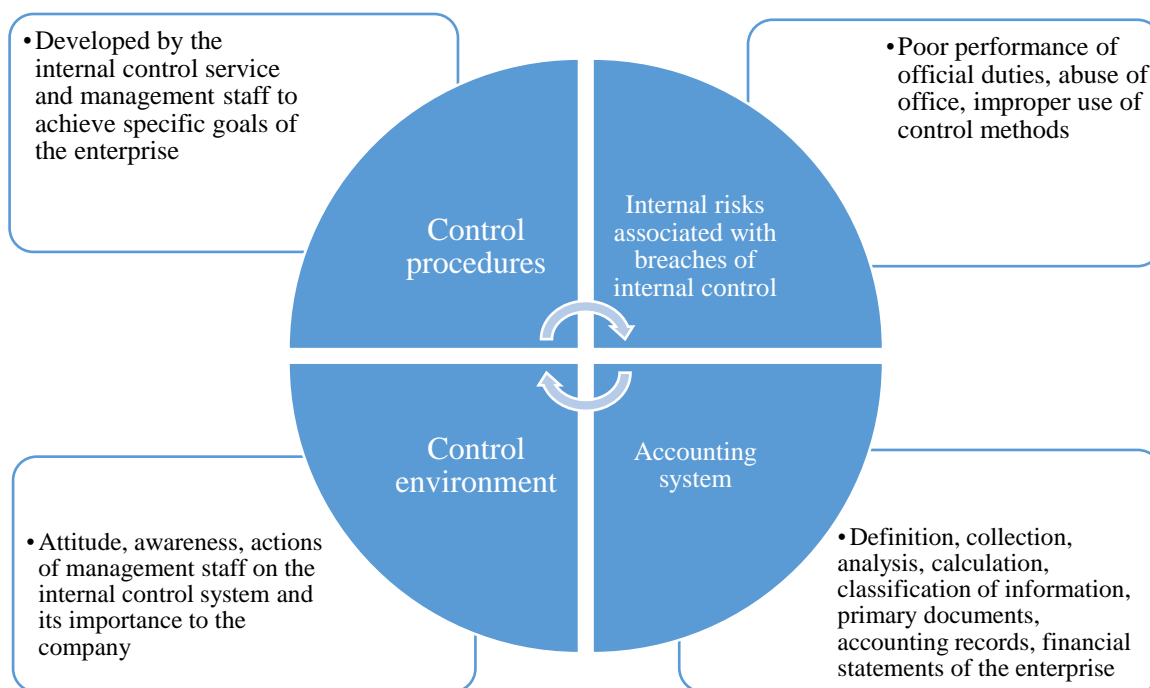 •Developed by the
internal control service
and management staff to
achieve specific goals of
the enterprise
•Poor performance of
official duties, abuse of
office, improper use of
control methods
Control
procedures
Internal risks
associated with
breaches of
internal control
Control
environment
Accounting
system
•Attitude, awareness, actions
of management staff on the
internal control system and
its importance to the
company
•Definition, collection,
analysis, calculation,
classification of information,
primary documents,
accounting records, financial
statements of the enterprise